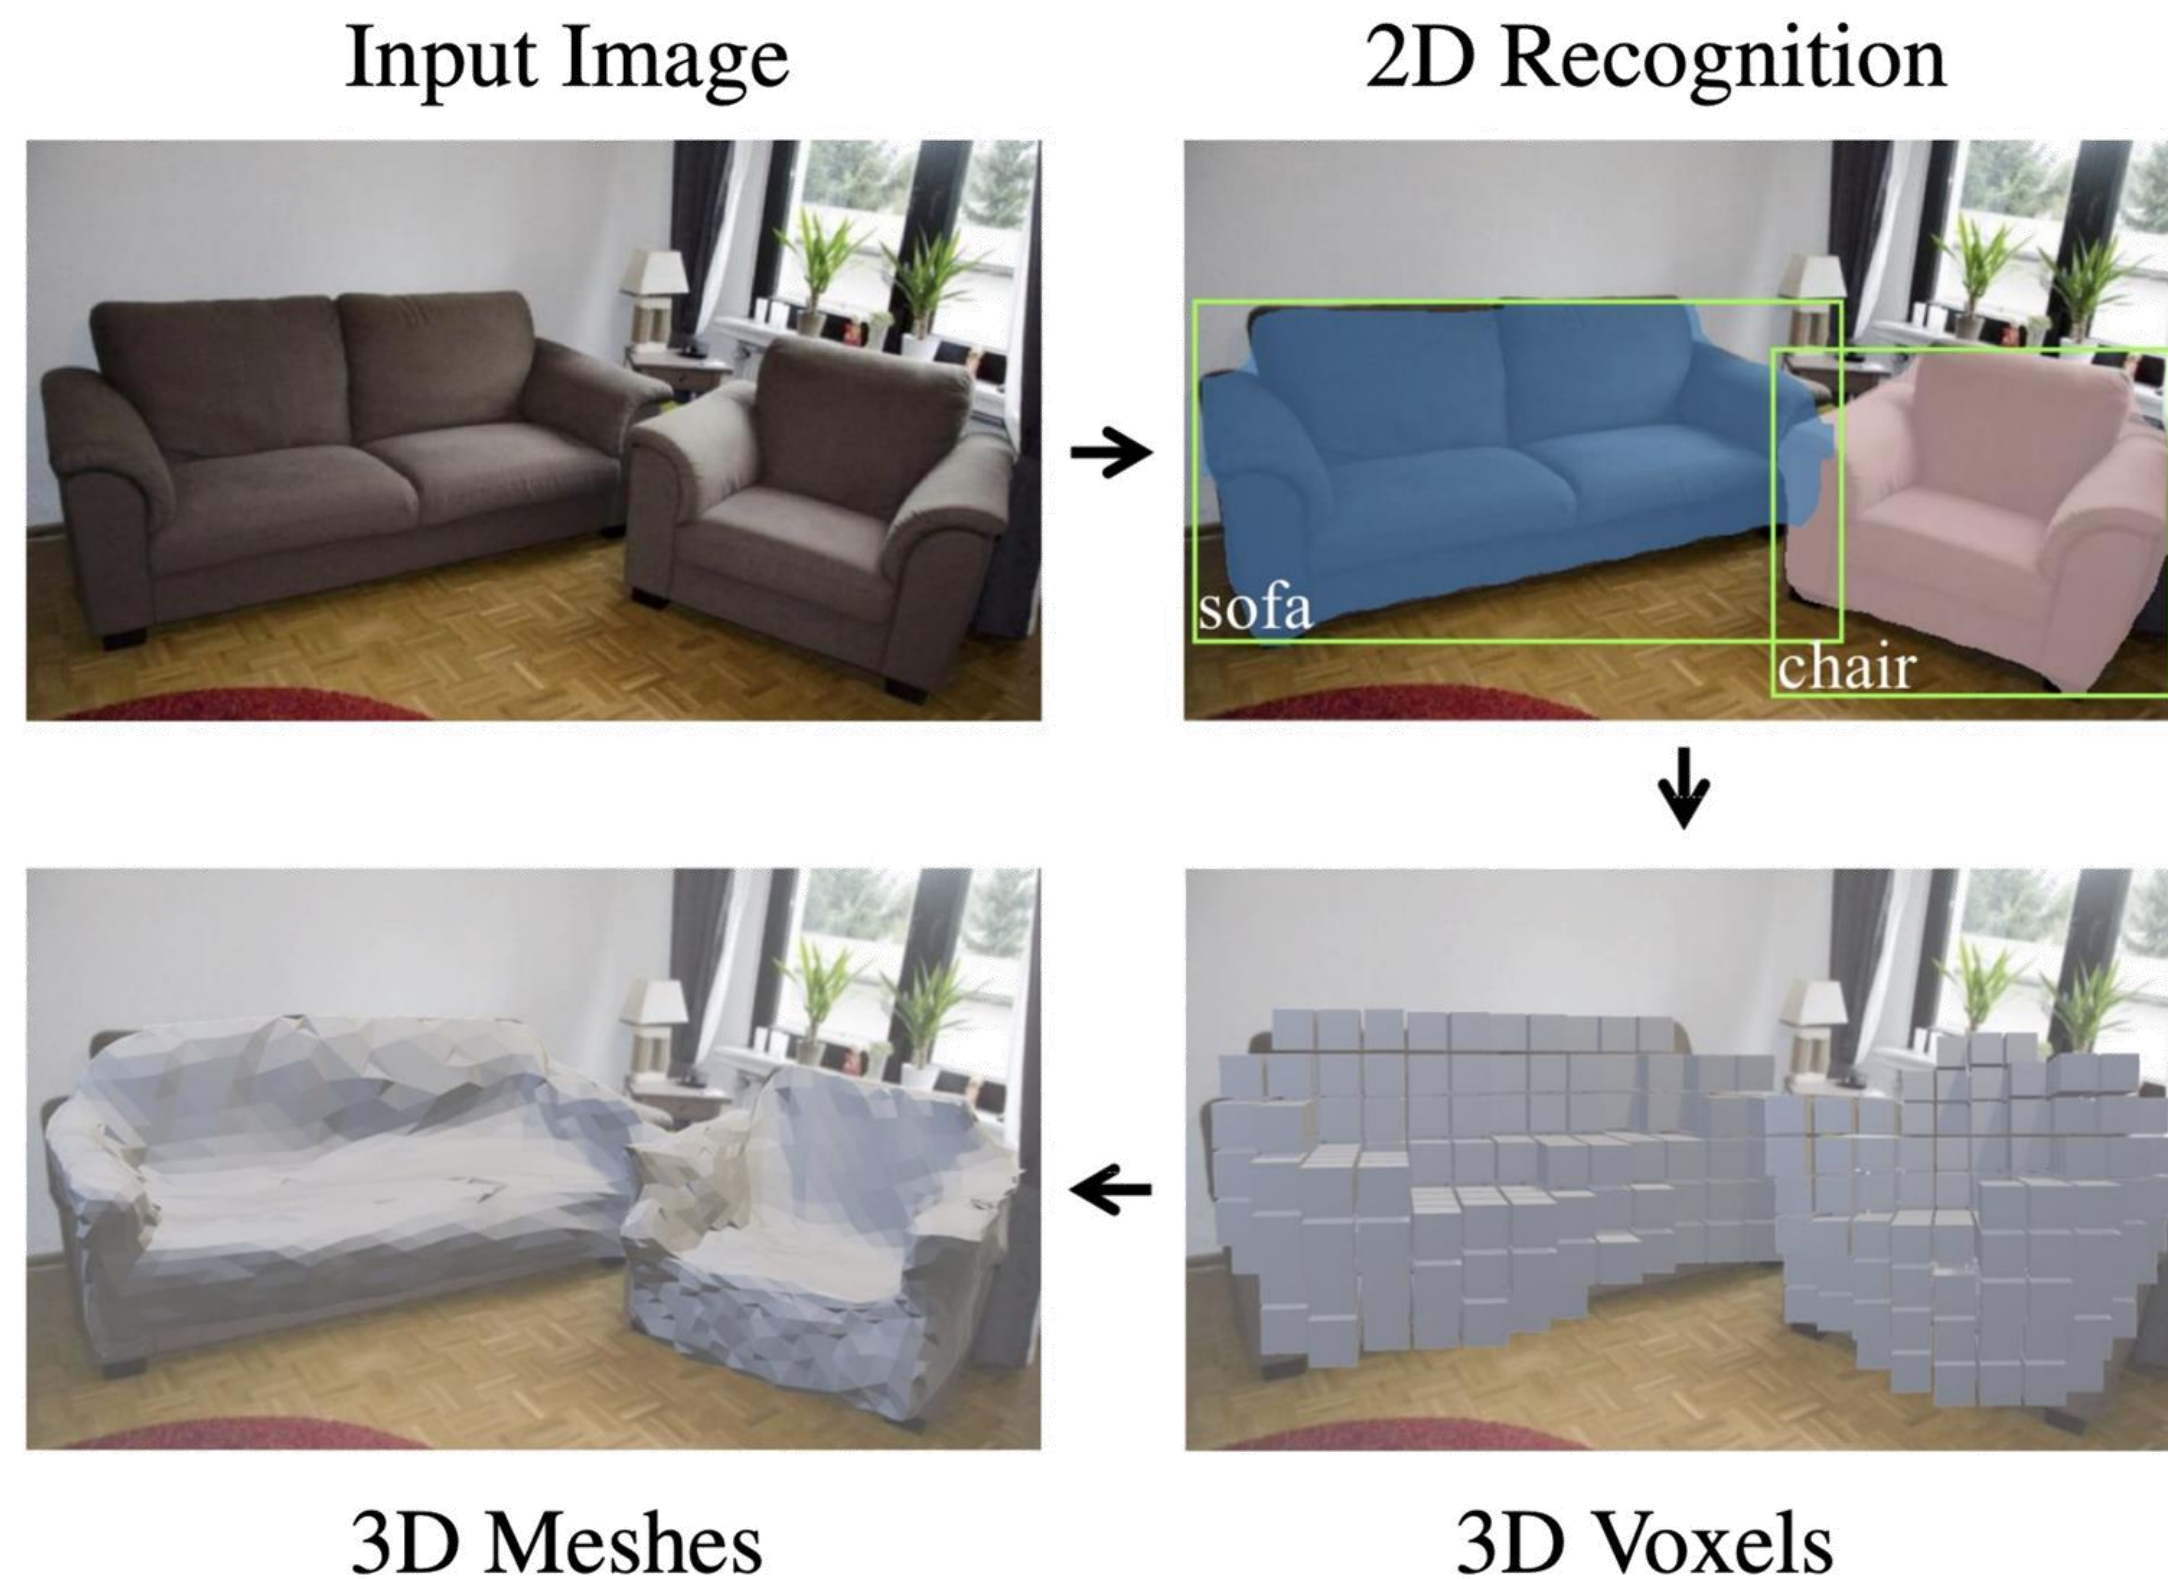 Input Image
2D Recognition
sofa
chair
3D Meshes
3D Voxels